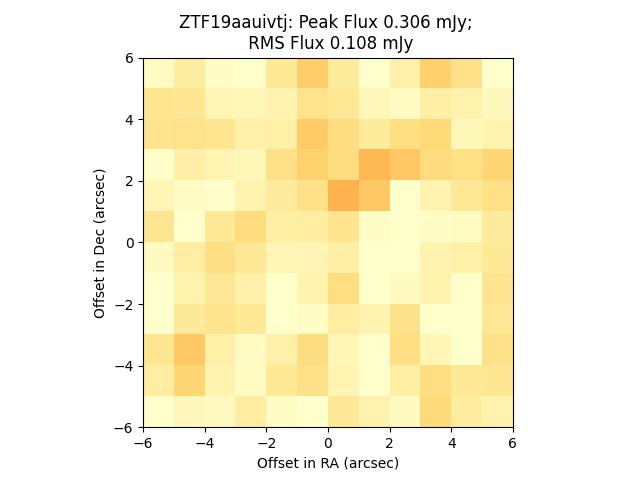 ZTF19aauivtj: Peak Flux 0.306 mJy;
RMS Flux 0.108 mJy
6
4
2
0
−2
−4
−6
Offset in Dec (arcsec)
−6 −4 −2 0 2 4 6
Offset in RA (arcsec)